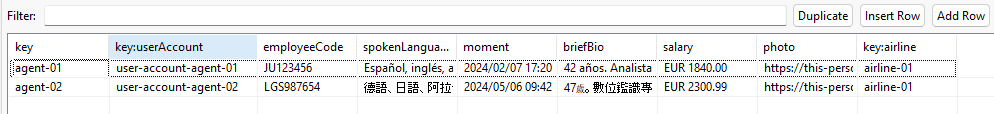 Filter: Duplicate Insert Row Add Row
key key:userAccount employeeCode spokenLangua... moment briefBio salary photo key:airline
agent-01 user-account-agent-01 JU123456 Español, inglés, a 2024/02/07 17:20 42 años. Analista EUR 1840.00 https://this-perso airline-01
agent-02 user-account-agent-02 LGS987654 德語、日語、阿拉 2024/05/06 09:42 47歲。數位鑑識專 EUR 2300.99 https://this-perso airline-01